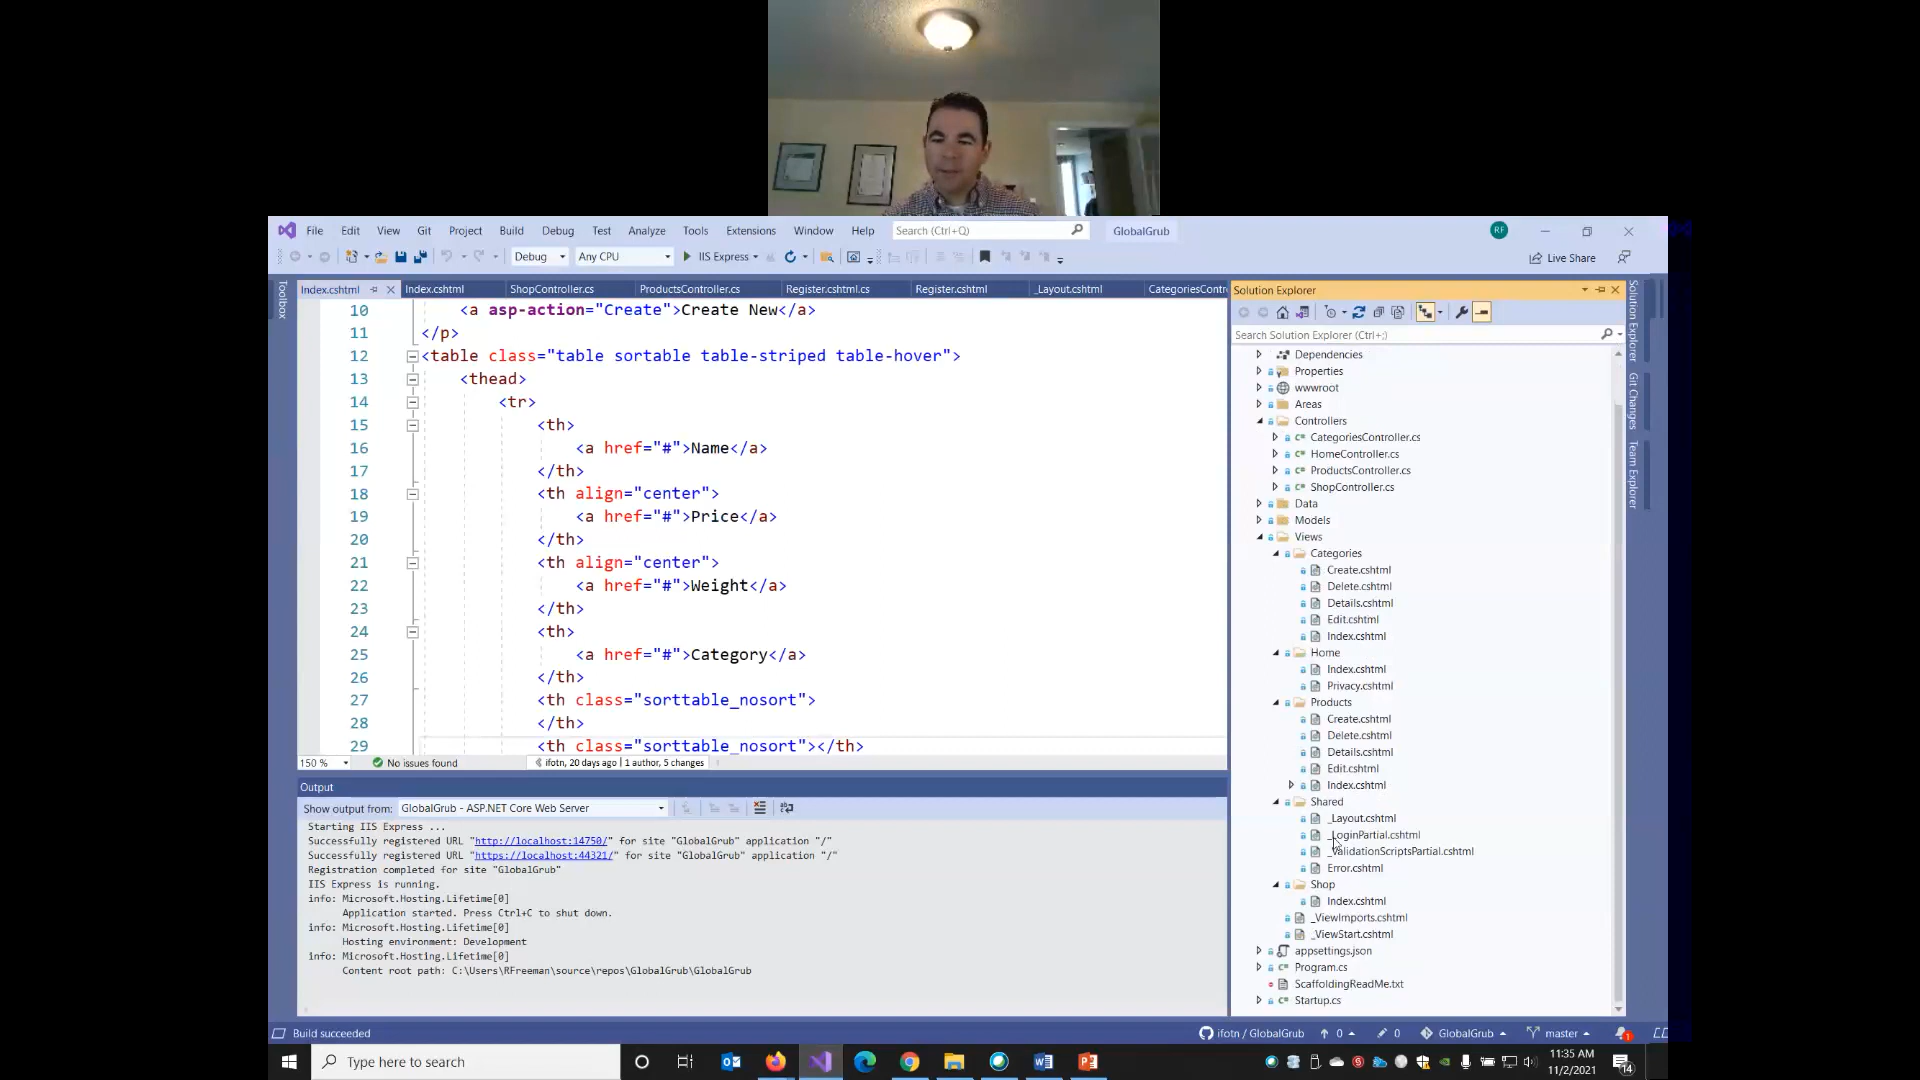 File Edit View Git Project Build Debug Test Analyze Tools Extensions Window Help Search (Ctrl+Q) GlobalGrub RF
Debug Any CPU IIS Express Live Share
Toolbox
Index.cshtml Index.cshtml ShopController.cs ProductsController.cs Register.cshtml.cs Register.cshtml _Layout.cshtml CategoriesContr
10 <a asp-action="Create">Create New</a>
11 </p>
12 <table class="table sortable table-striped table-hover">
13 <thead>
14 <tr>
15 <th>
16 <a href="#">Name</a>
17 </th>
18 <th align="center">
19 <a href="#">Price</a>
20 </th>
21 <th align="center">
22 <a href="#">Weight</a>
23 </th>
24 <th>
25 <a href="#">Category</a>
26 </th>
27 <th class="sorttable_nosort">
28 </th>
29 <th class="sorttable_nosort"></th>
150 % No issues found ifotn, 20 days ago | 1 author, 5 changes
Output
Show output from: GlobalGrub - ASP.NET Core Web Server
Starting IIS Express ...
Successfully registered URL "http://localhost:14750/" for site "GlobalGrub" application "/"
Successfully registered URL "https://localhost:44321/" for site "GlobalGrub" application "/"
Registration completed for site "GlobalGrub"
IIS Express is running.
info: Microsoft.Hosting.Lifetime[0]
Application started. Press Ctrl+C to shut down.
info: Microsoft.Hosting.Lifetime[0]
Hosting environment: Development
info: Microsoft.Hosting.Lifetime[0]
Content root path: C:\Users\RFreeman\source\repos\GlobalGrub\GlobalGrub
Solution Explorer
Search Solution Explorer (Ctrl+;)
Dependencies
Properties
wwwroot
Areas
Controllers
C# CategoriesController.cs
C# HomeController.cs
C# ProductsController.cs
C# ShopController.cs
Data
Models
Views
Categories
Create.cshtml
Delete.cshtml
Details.cshtml
Edit.cshtml
Index.cshtml
Home
Index.cshtml
Privacy.cshtml
Products
Create.cshtml
Delete.cshtml
Details.cshtml
Edit.cshtml
Index.cshtml
Shared
_Layout.cshtml
_LoginPartial.cshtml
_ValidationScriptsPartial.cshtml
Error.cshtml
Shop
Index.cshtml
_ViewImports.cshtml
_ViewStart.cshtml
appsettings.json
C# Program.cs
ScaffoldingReadMe.txt
C# Startup.cs
Solution Explorer
Git Changes
Team Explorer
Build succeeded ifotn / GlobalGrub 0 0 GlobalGrub master 1
Type here to search 11:35 AM
11/2/2021 14